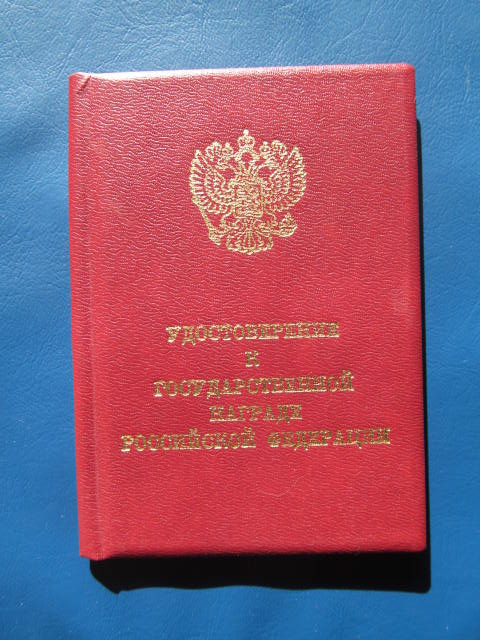 УДОСТОВЕРЕНИЕ
К
ГОСУДАРСТВЕННОЙ
НАГРАДЕ
РОССИЙСКОЙ ФЕДЕРАЦИИ